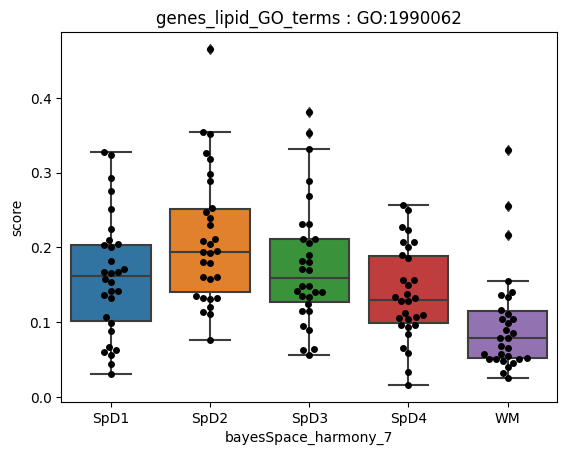 genes_lipid_GO_terms : GO:1990062
0.4
0.3
0.2
0.1
0.0
score
SpD1 SpD2 SpD3 SpD4 WM
bayesSpace_harmony_7